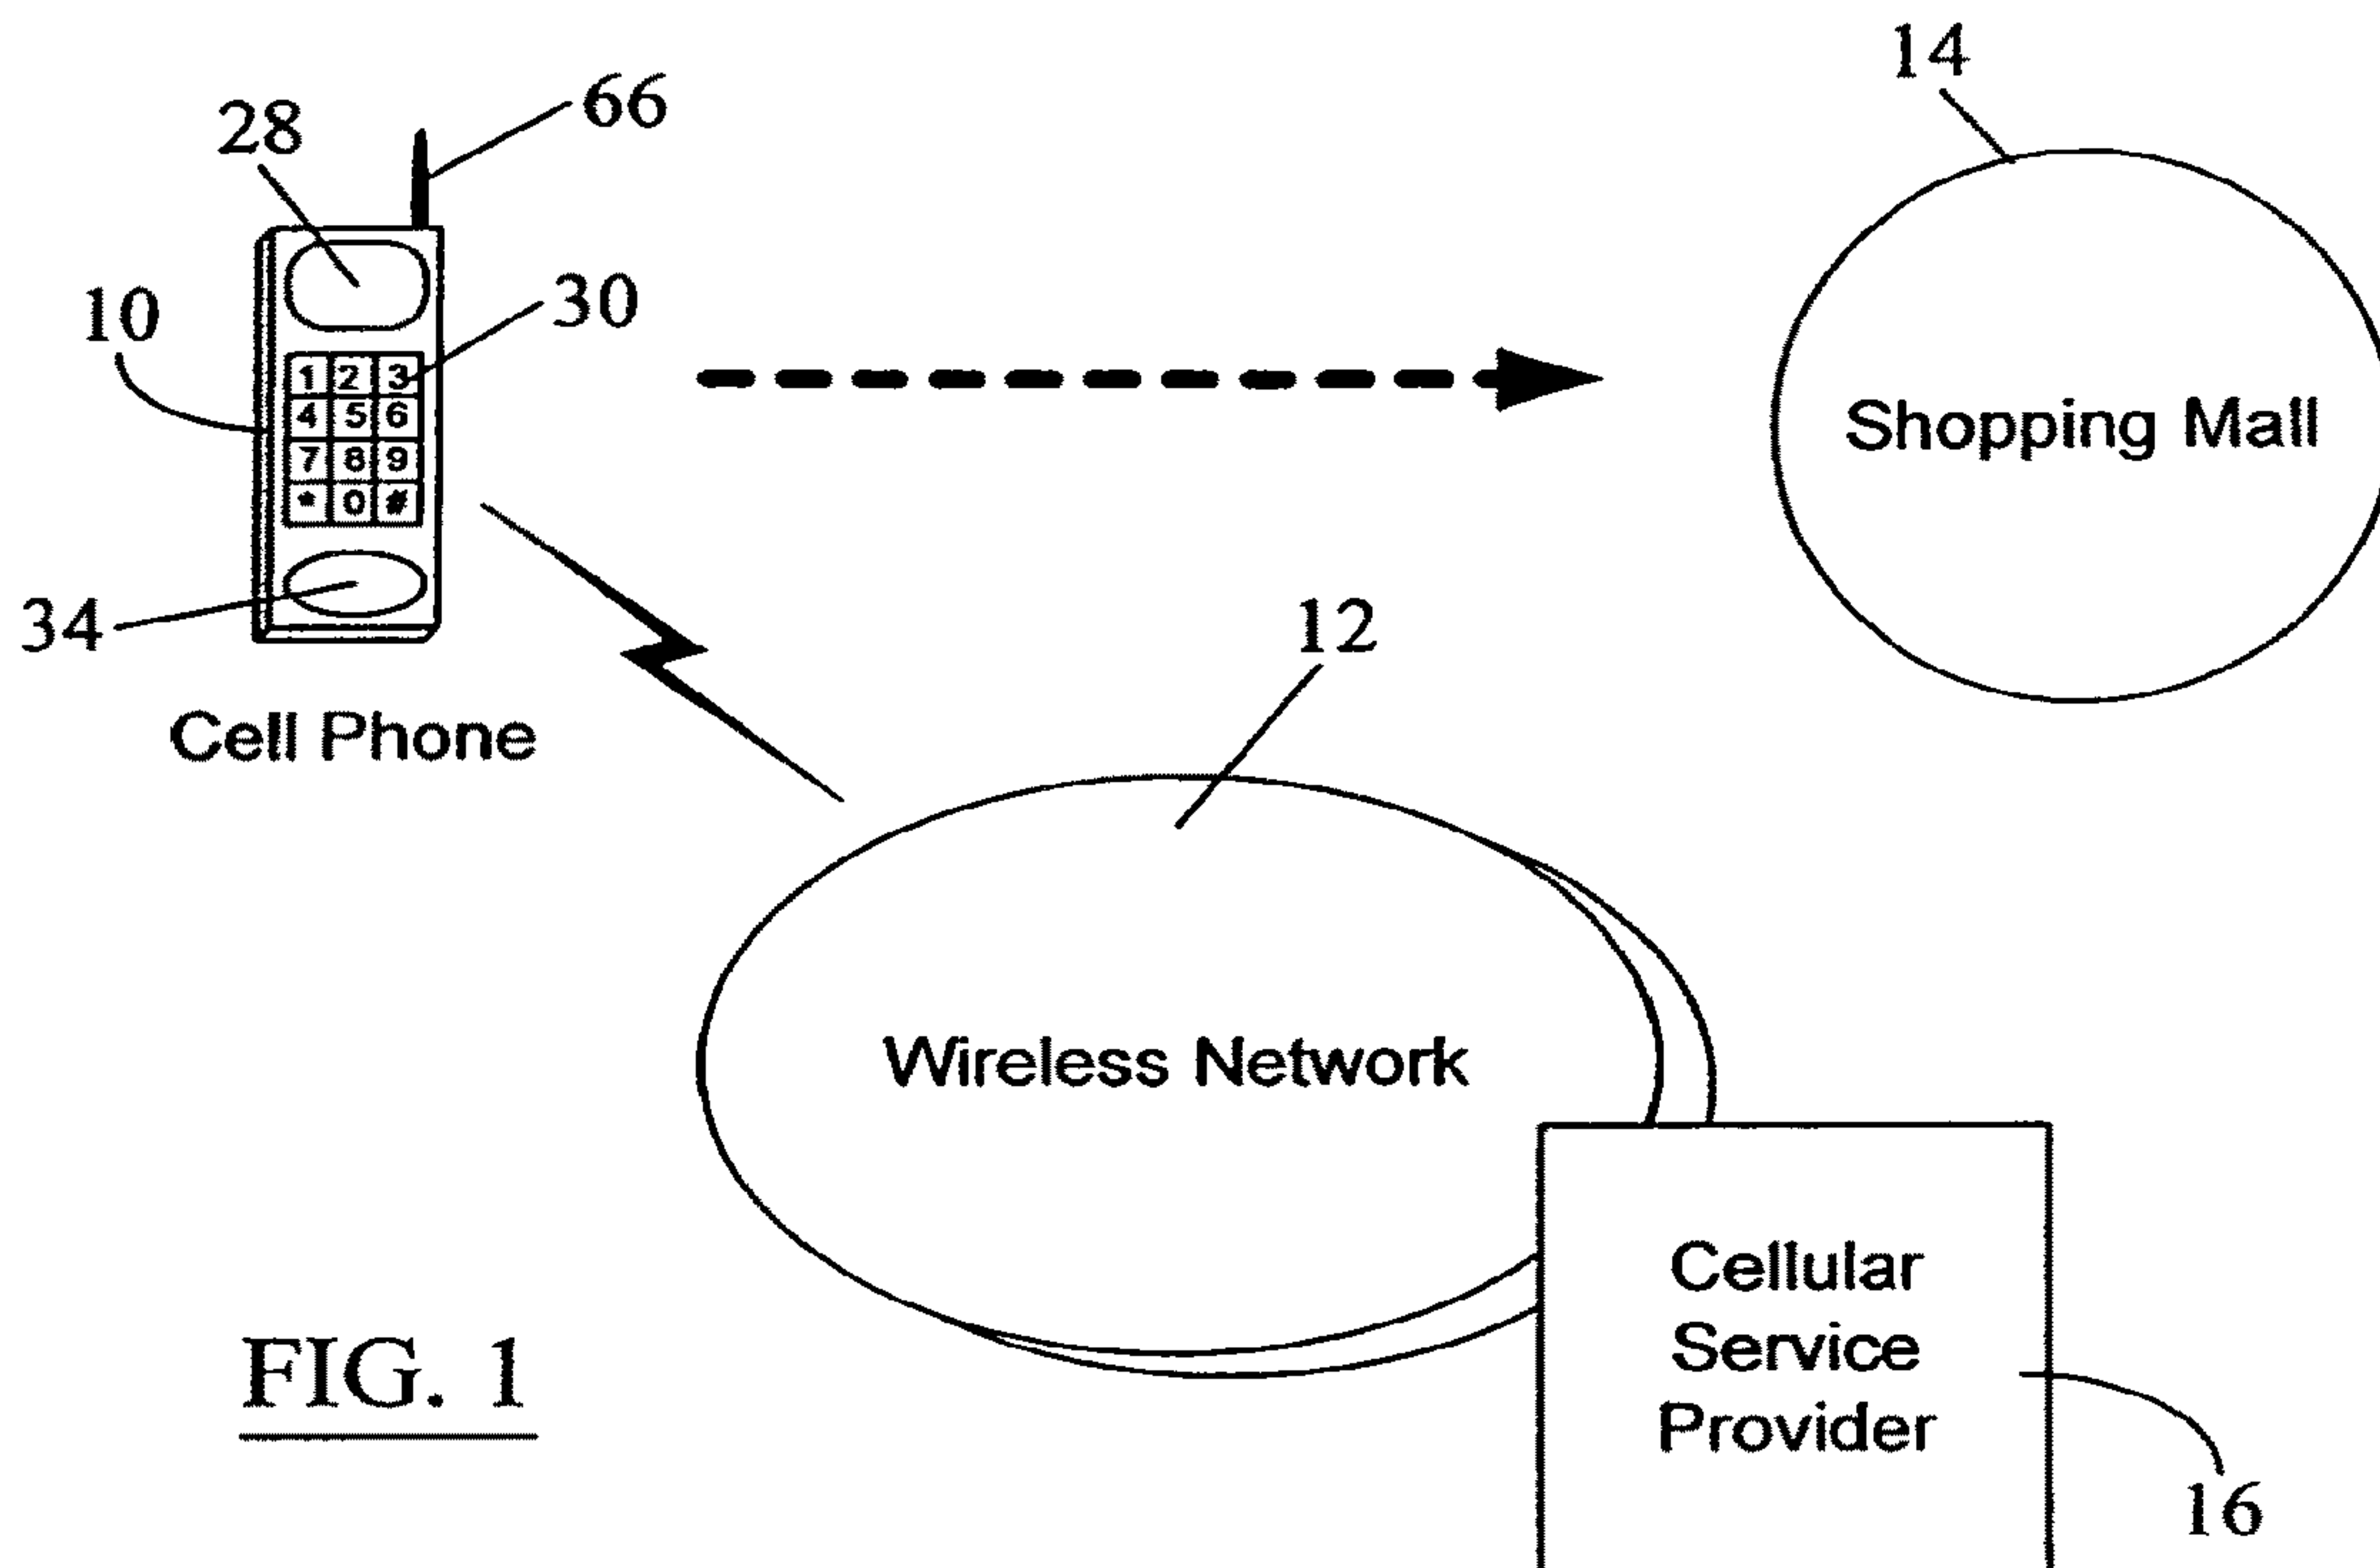 14
66
28
30
10
1 2 3
4 5 6
7 8 9
* 0 #
Shopping Mall
34
12
Cell Phone
Wireless Network
Cellular
Service
Provider
FIG. 1
16